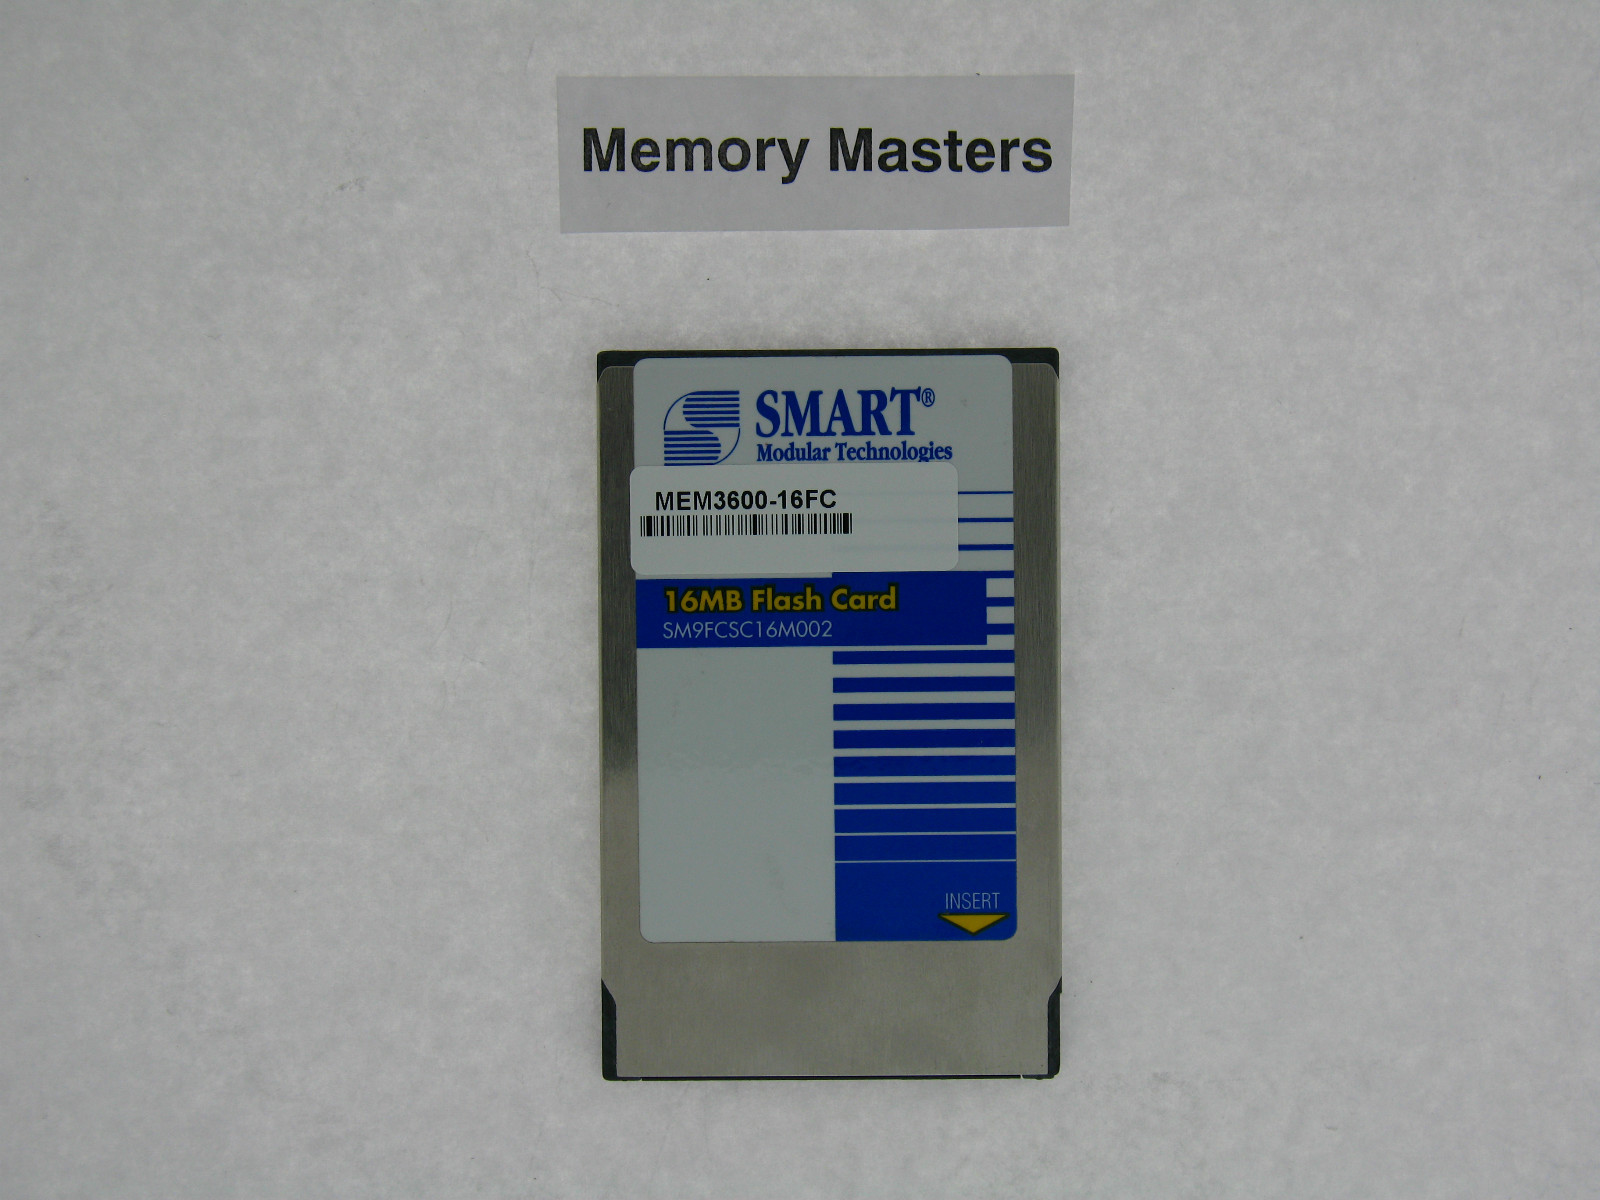 Memory Masters
SMART®
Modular Technologies
MEM3600-16FC
16MB Flash Card
SM9FCSC16M002
INSERT